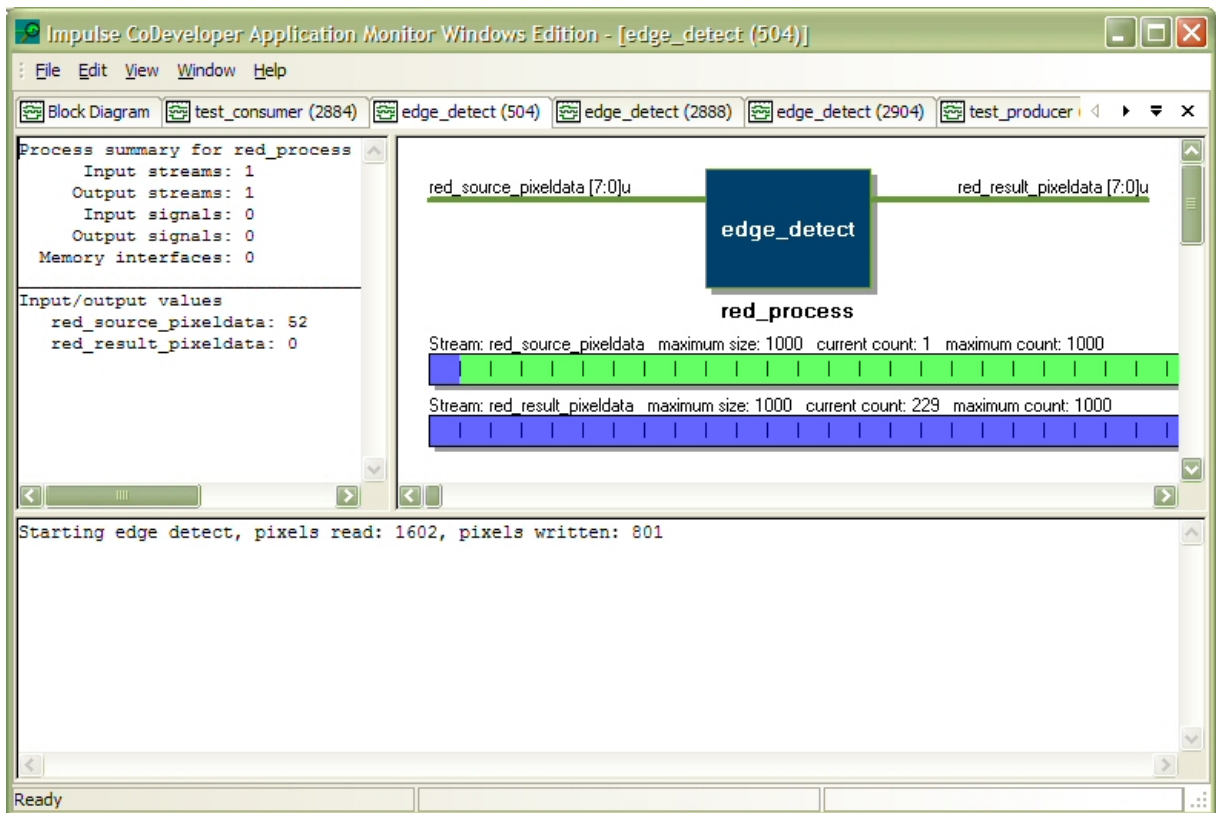 Impulse CoDeveloper Application Monitor Windows Edition - [edge_detect (504)]
File Edit View Window Help
Block Diagram test_consumer (2884) edge_detect (504) edge_detect (2888) edge_detect (2904) test_producer
Process summary for red_process
Input streams: 1
Output streams: 1
Input signals: 0
Output signals: 0
Memory interfaces: 0
Input/output values
red_source_pixeldata: 52
red_result_pixeldata: 0
red_source_pixeldata [7:0]u
red_result_pixeldata [7:0]u
edge_detect
red_process
Stream: red_source_pixeldata maximum size: 1000 current count: 1 maximum count: 1000
Stream: red_result_pixeldata maximum size: 1000 current count: 229 maximum count: 1000
Starting edge detect, pixels read: 1602, pixels written: 801
Ready